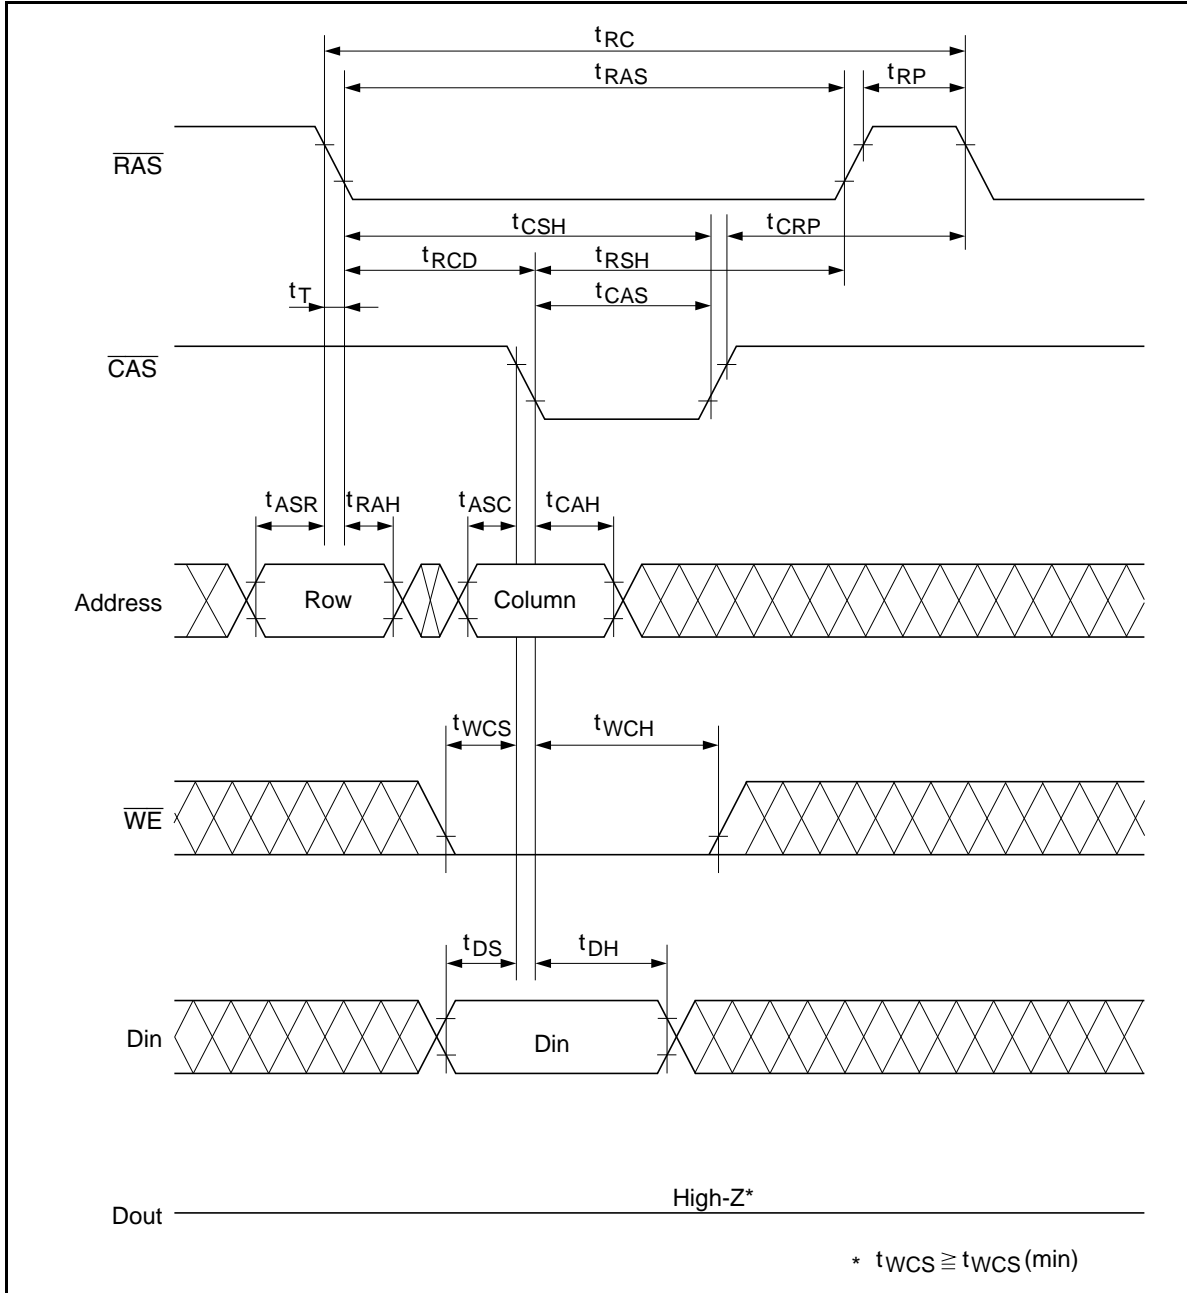 tRC
tRAS
tRP
RAS
tCSH
tCRP
tRCD
tRSH
tT
tCAS
CAS
tASR
tRAH
tASC
tCAH
Address
Row
Column
tWCS
tWCH
WE
tDS
tDH
Din
Din
High-Z*
Dout
* tWCS ≧ tWCS(min)